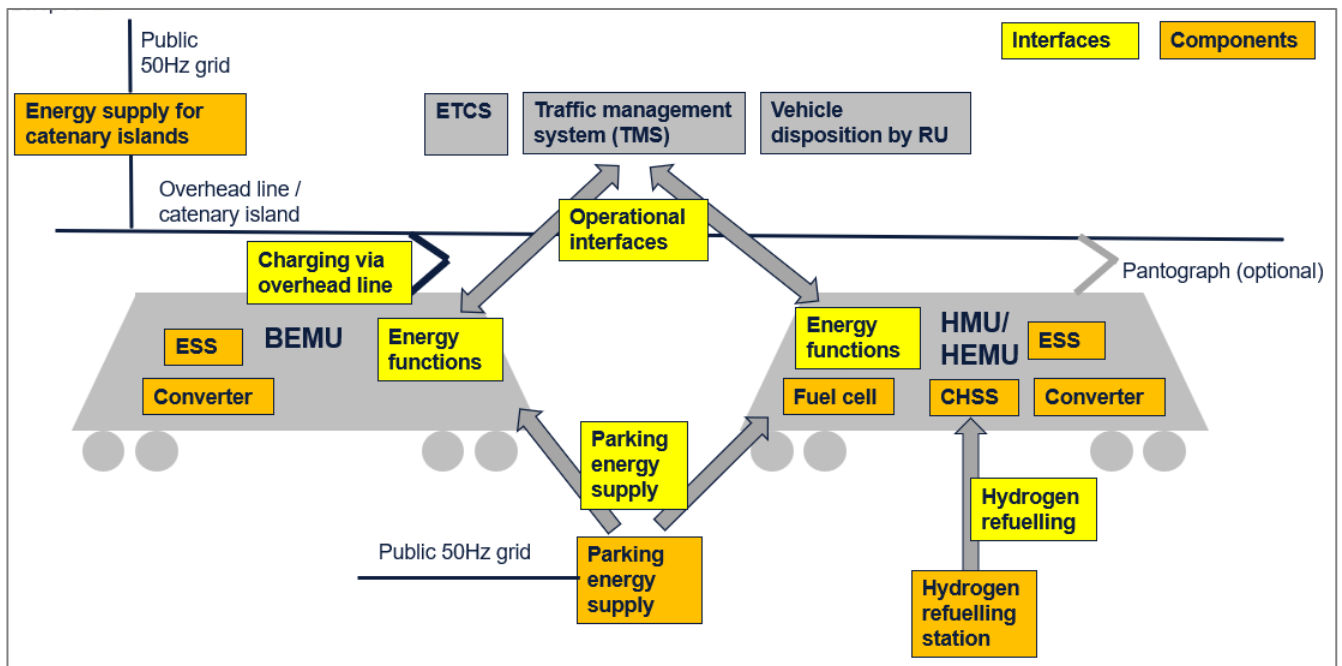 Public
50Hz grid
Interfaces
Components
Energy supply for
catenary islands
ETCS
Traffic management
system (TMS)
Vehicle
disposition by RU
Overhead line /
catenary island
Operational
interfaces
Charging via
overhead line
Pantograph (optional)
ESS
BEMU
Energy
functions
Converter
Energy
functions
HMU/
HEMU
ESS
Fuel cell
CHSS
Converter
Parking
energy
supply
Hydrogen
refuelling
Public 50Hz grid
Parking
energy
supply
Hydrogen
refuelling
station